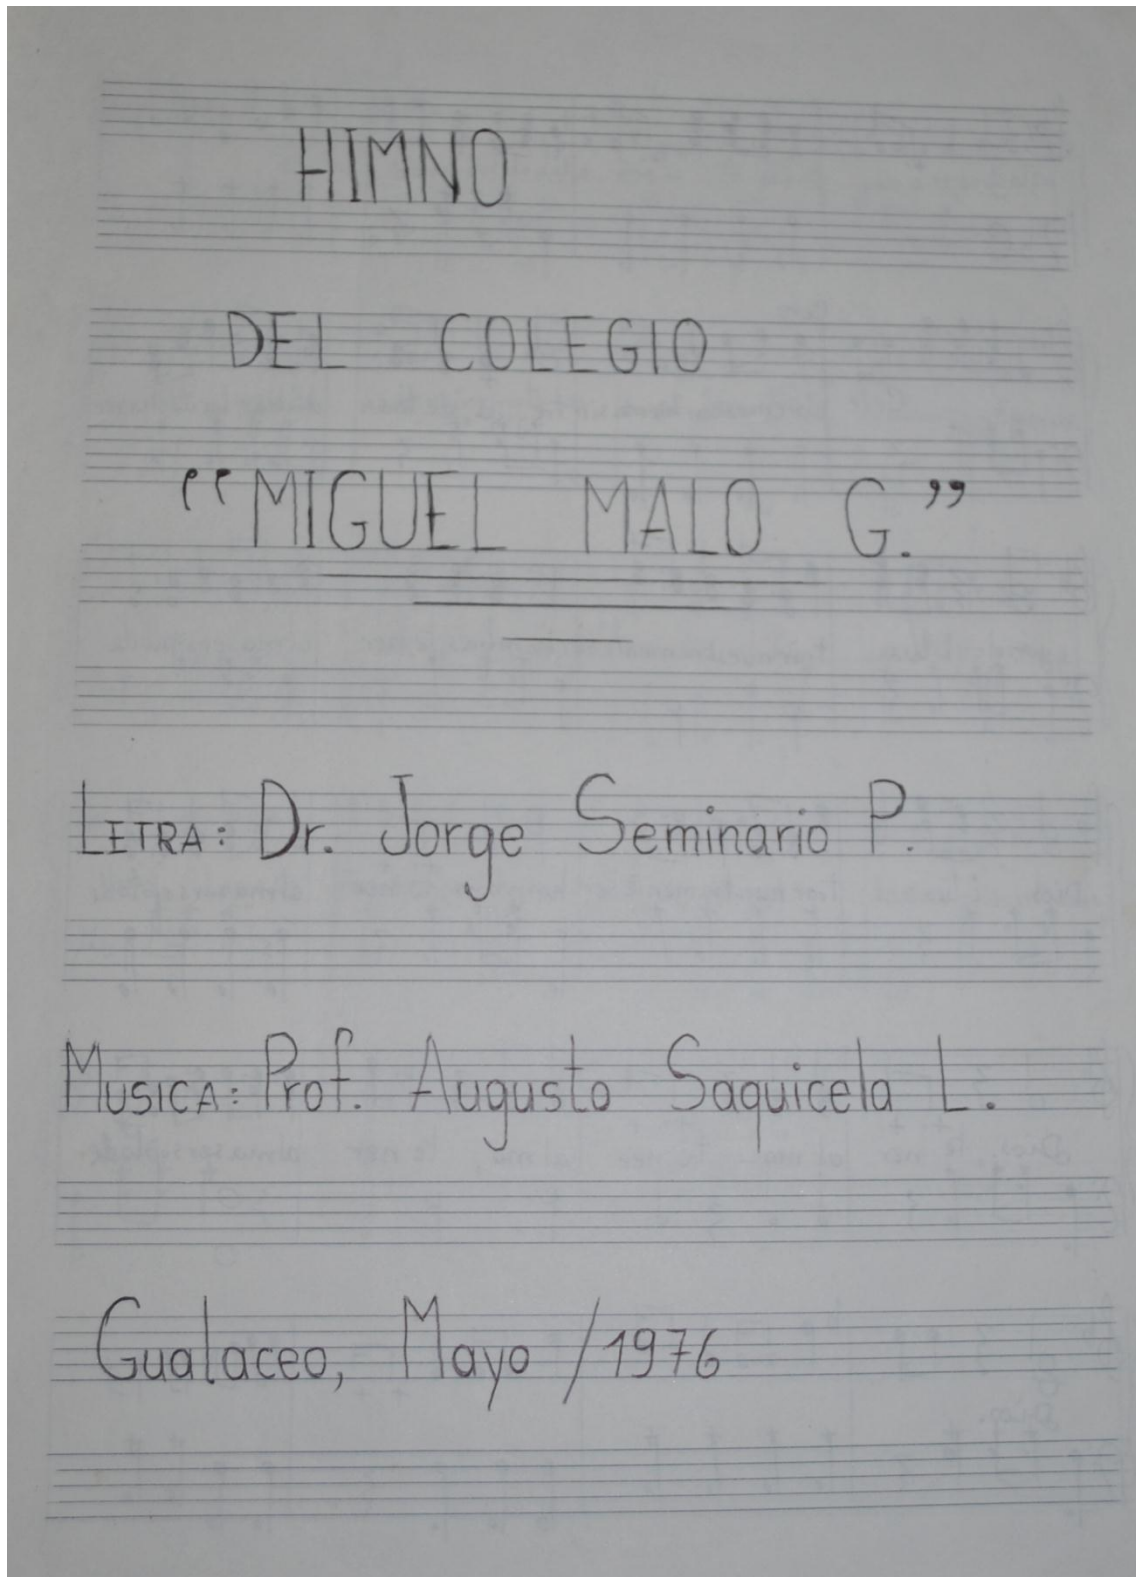 HIMNO
DEL COLEGIO
“MIGUEL MALO G.”
LETRA: Dr. Jorge Seminario P.
MUSICA: Prof. Augusto Saquicela L.
Gualaceo, Mayo /1976